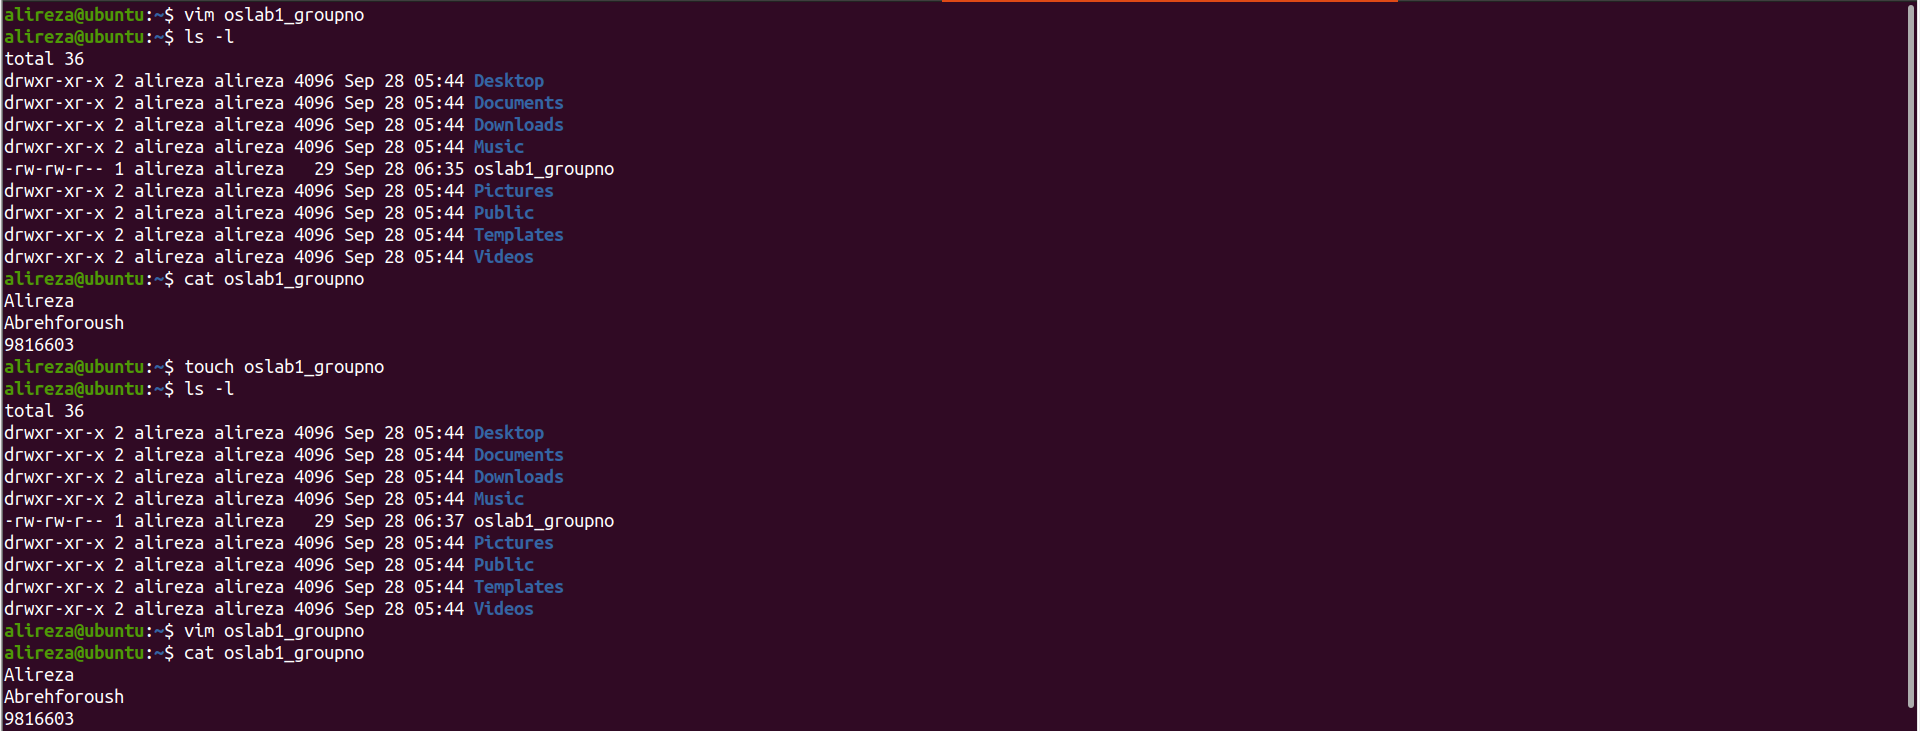 alireza@ubuntu:~$ vim oslab1_groupno
alireza@ubuntu:~$ ls -l
total 36
drwxr-xr-x 2 alireza alireza 4096 Sep 28 05:44 Desktop
drwxr-xr-x 2 alireza alireza 4096 Sep 28 05:44 Documents
drwxr-xr-x 2 alireza alireza 4096 Sep 28 05:44 Downloads
drwxr-xr-x 2 alireza alireza 4096 Sep 28 05:44 Music
-rw-rw-r-- 1 alireza alireza   29 Sep 28 06:35 oslab1_groupno
drwxr-xr-x 2 alireza alireza 4096 Sep 28 05:44 Pictures
drwxr-xr-x 2 alireza alireza 4096 Sep 28 05:44 Public
drwxr-xr-x 2 alireza alireza 4096 Sep 28 05:44 Templates
drwxr-xr-x 2 alireza alireza 4096 Sep 28 05:44 Videos
alireza@ubuntu:~$ cat oslab1_groupno
Alireza
Abrehforoush
9816603
alireza@ubuntu:~$ touch oslab1_groupno
alireza@ubuntu:~$ ls -l
total 36
drwxr-xr-x 2 alireza alireza 4096 Sep 28 05:44 Desktop
drwxr-xr-x 2 alireza alireza 4096 Sep 28 05:44 Documents
drwxr-xr-x 2 alireza alireza 4096 Sep 28 05:44 Downloads
drwxr-xr-x 2 alireza alireza 4096 Sep 28 05:44 Music
-rw-rw-r-- 1 alireza alireza   29 Sep 28 06:37 oslab1_groupno
drwxr-xr-x 2 alireza alireza 4096 Sep 28 05:44 Pictures
drwxr-xr-x 2 alireza alireza 4096 Sep 28 05:44 Public
drwxr-xr-x 2 alireza alireza 4096 Sep 28 05:44 Templates
drwxr-xr-x 2 alireza alireza 4096 Sep 28 05:44 Videos
alireza@ubuntu:~$ vim oslab1_groupno
alireza@ubuntu:~$ cat oslab1_groupno
Alireza
Abrehforoush
9816603